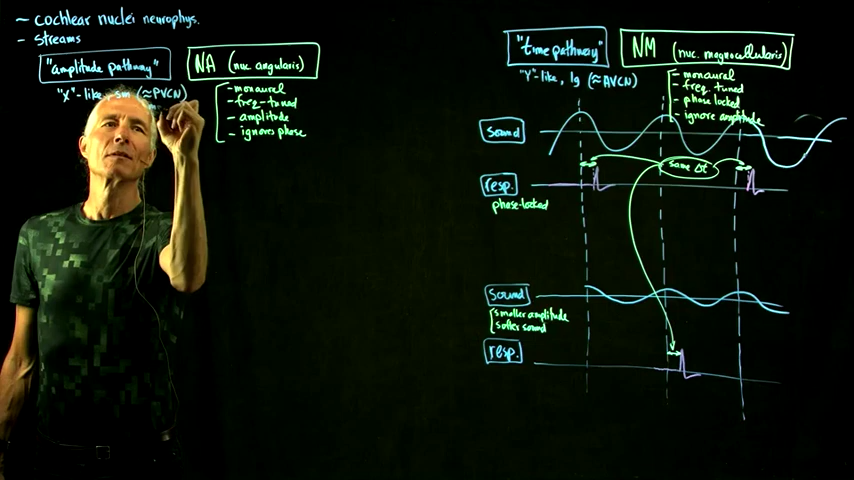 ~ cochlear nuclei neurophys.
- streams
"amplitude pathway"
NA (nuc. angularis)
"X"-like, sm (≈PVCN)
- monaural
- freq-tuned
- amplitude
- ignores phase
"time pathway"
NM (nuc. magnocellularis)
"Y"-like, lg (≈AVCN)
- monaural
- freq. tuned
- phase locked
- ignore amplitude
sound
same Δt
resp.
phase-locked
sound
smaller amplitude
softer sound
resp.